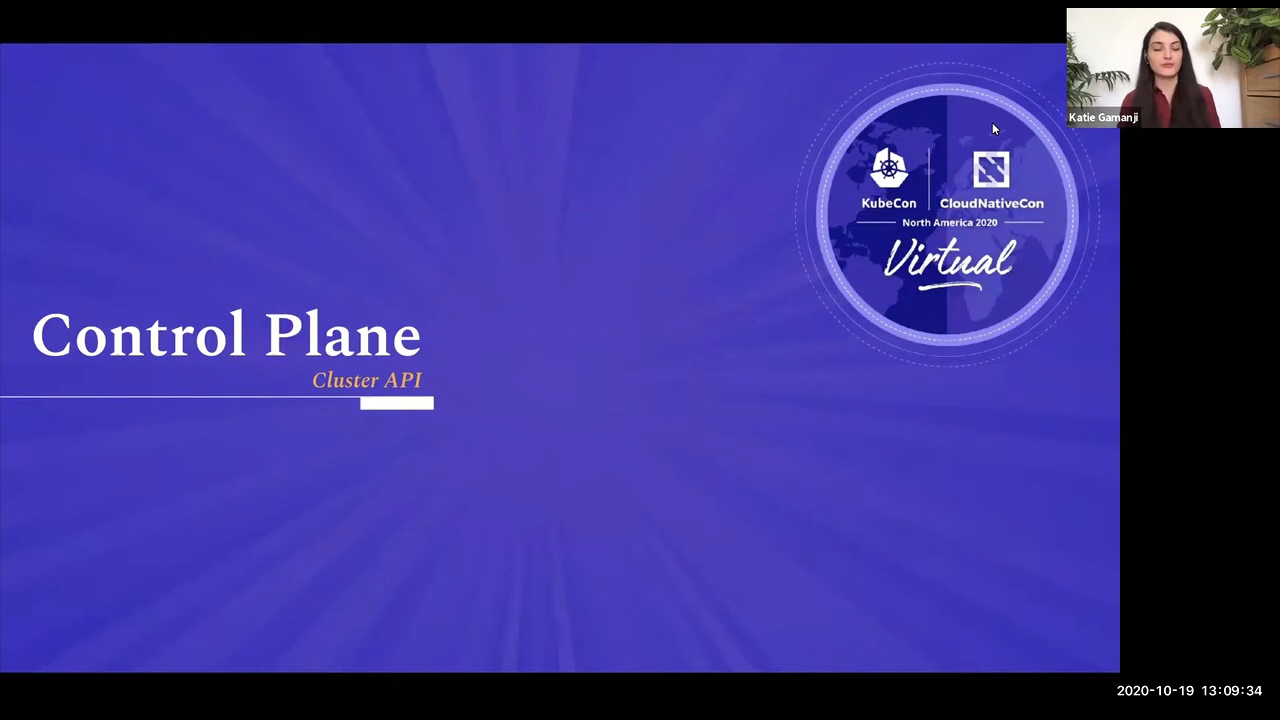 Control Plane
Cluster API
KubeCon
CloudNativeCon
North America 2020
Virtual
Katie Gamanji
2020-10-19 13:09:34